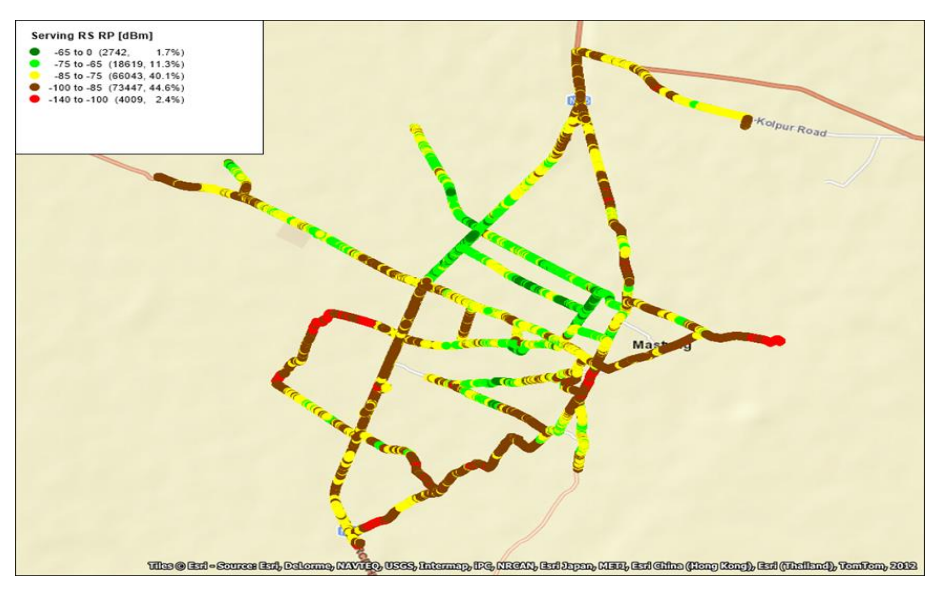 Serving RS RP [dBm]
-65 to 0 (2742, 1.7%)
-75 to -65 (18619, 11.3%)
-85 to -75 (66043, 40.1%)
-100 to -85 (73447, 44.6%)
-140 to -100 (4009, 2.4%)
Kolpur Road
Tiles © Esri - Source: Esri, DeLorme, NAVTEQ, USGS, Intermap, iPC, NRCAN, Esri Japan, METI, Esri China (Hong Kong), Esri (Thailand), TomTom, 2012